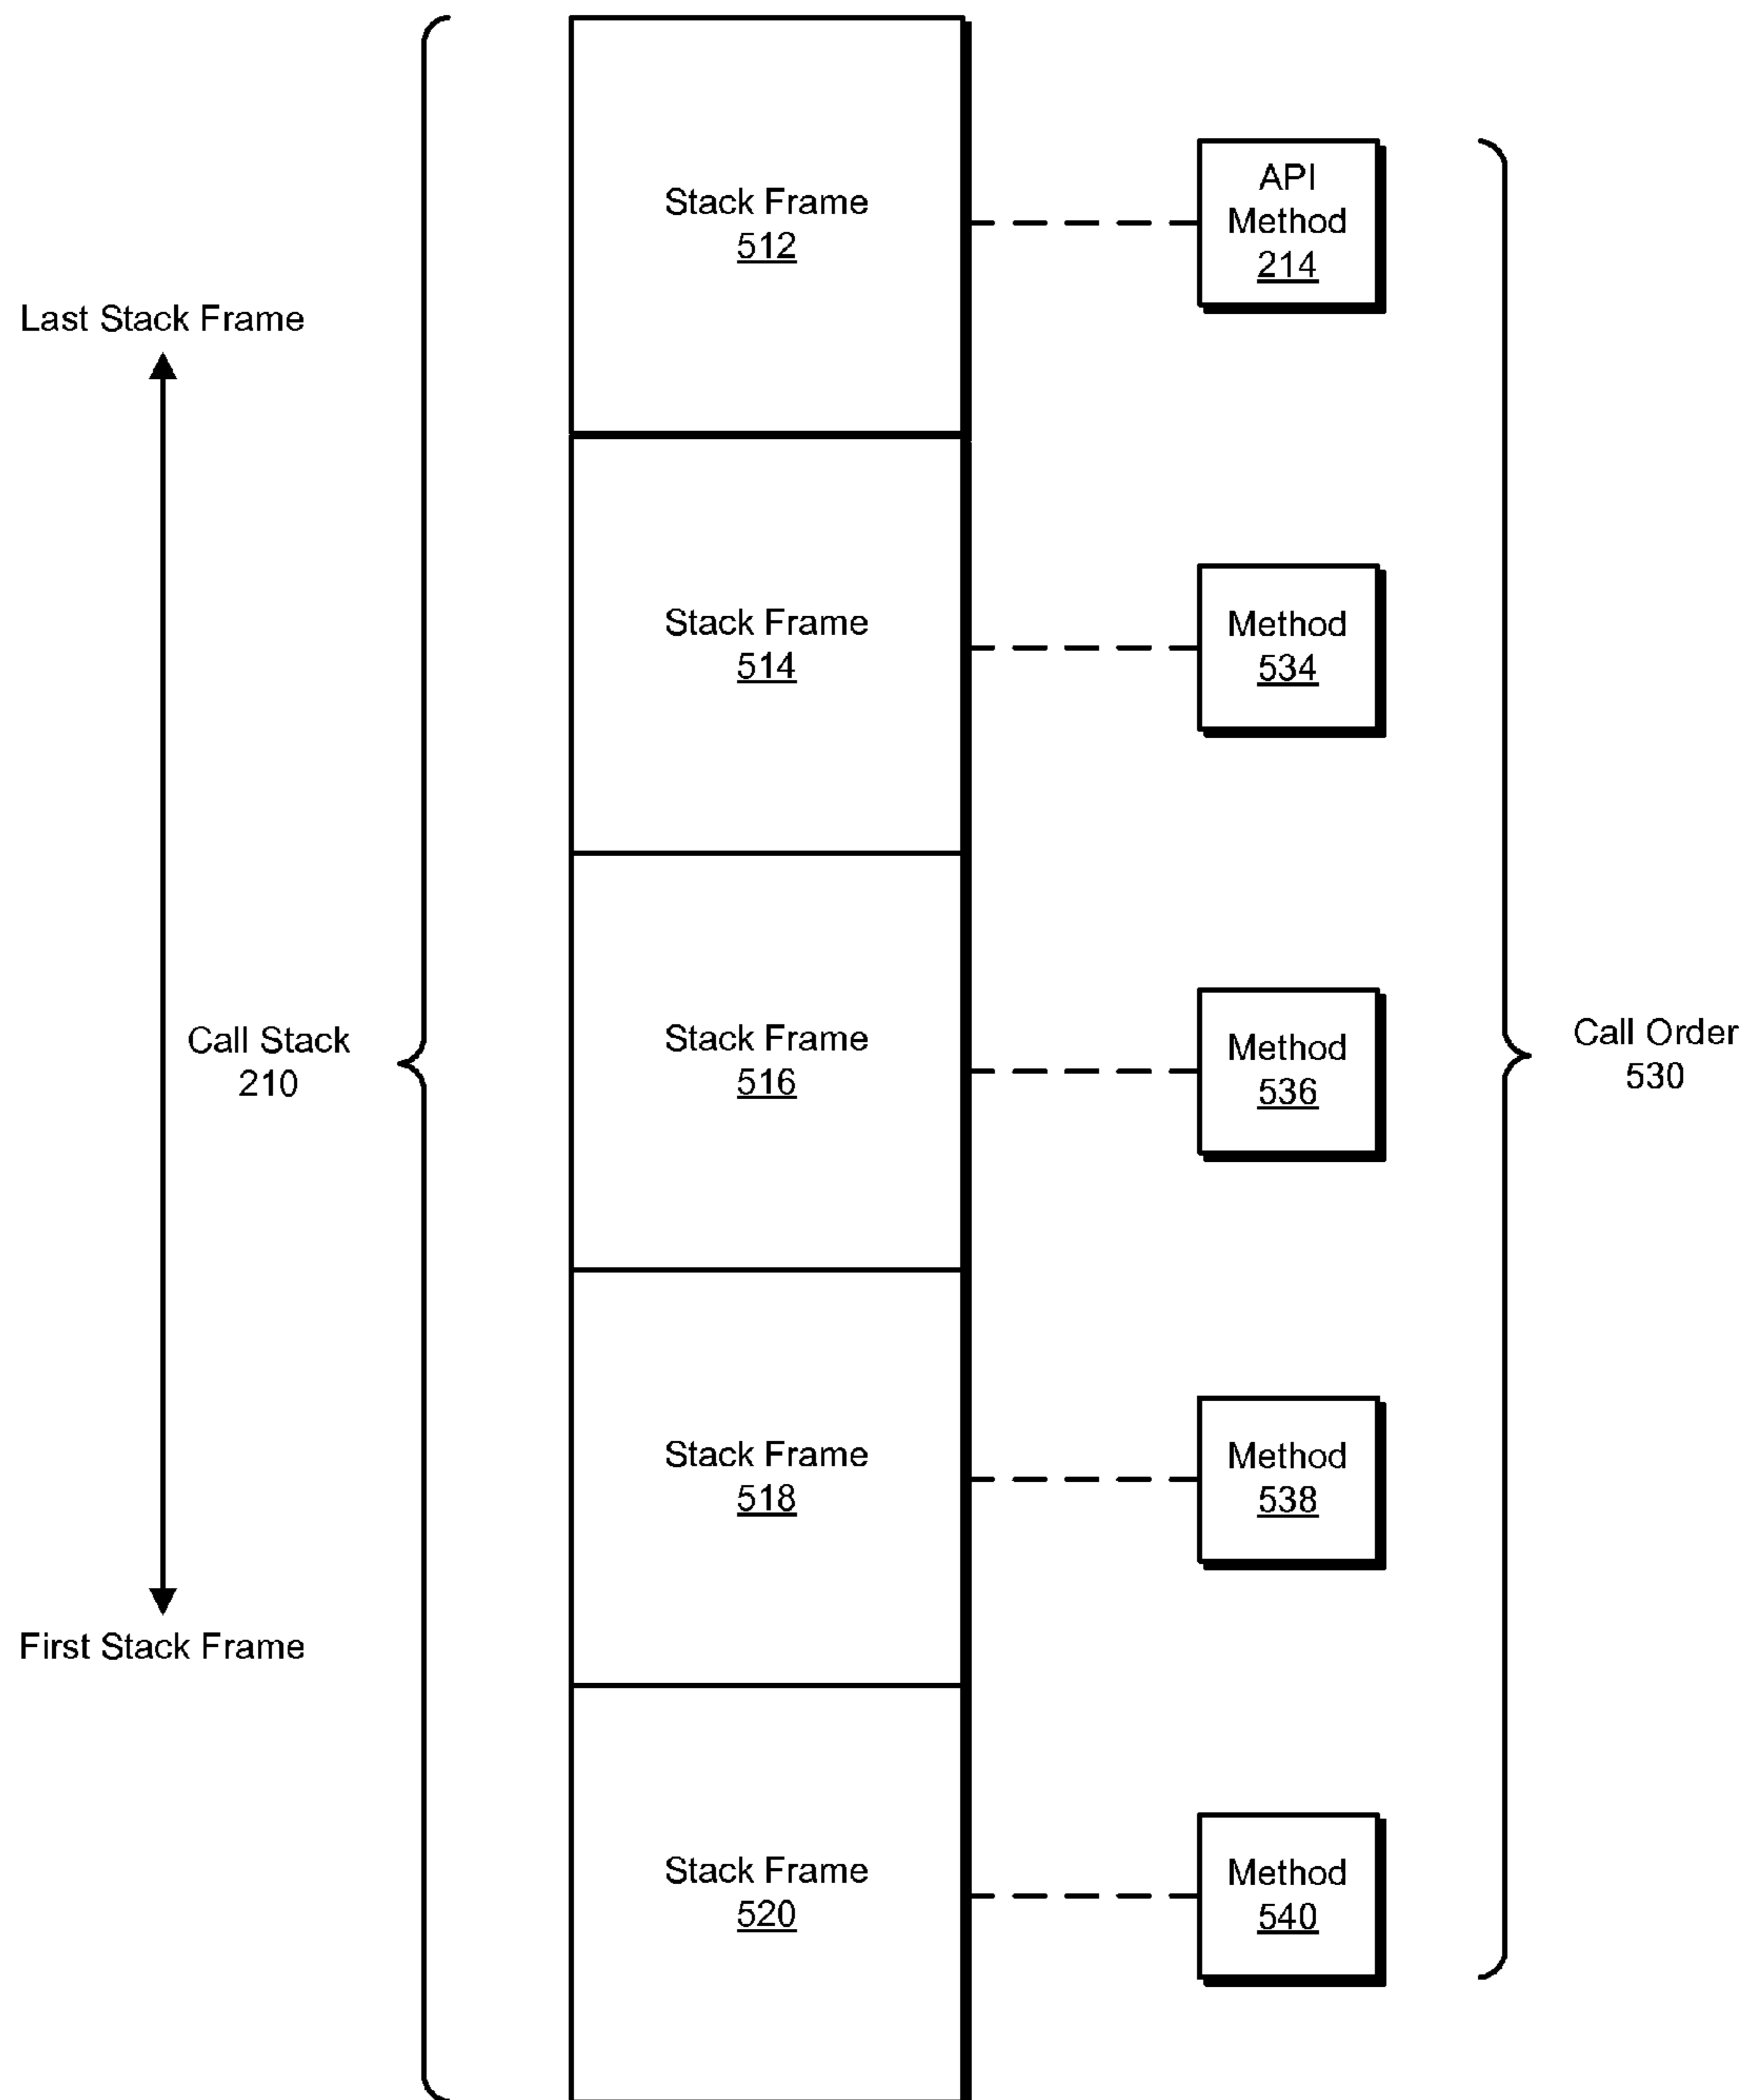 API
Method
214
Stack Frame
512
Last Stack Frame
Stack Frame
514
Method
534
Call Stack
210
Stack Frame
516
Method
536
Call Order
530
Stack Frame
518
Method
538
First Stack Frame
Stack Frame
520
Method
540